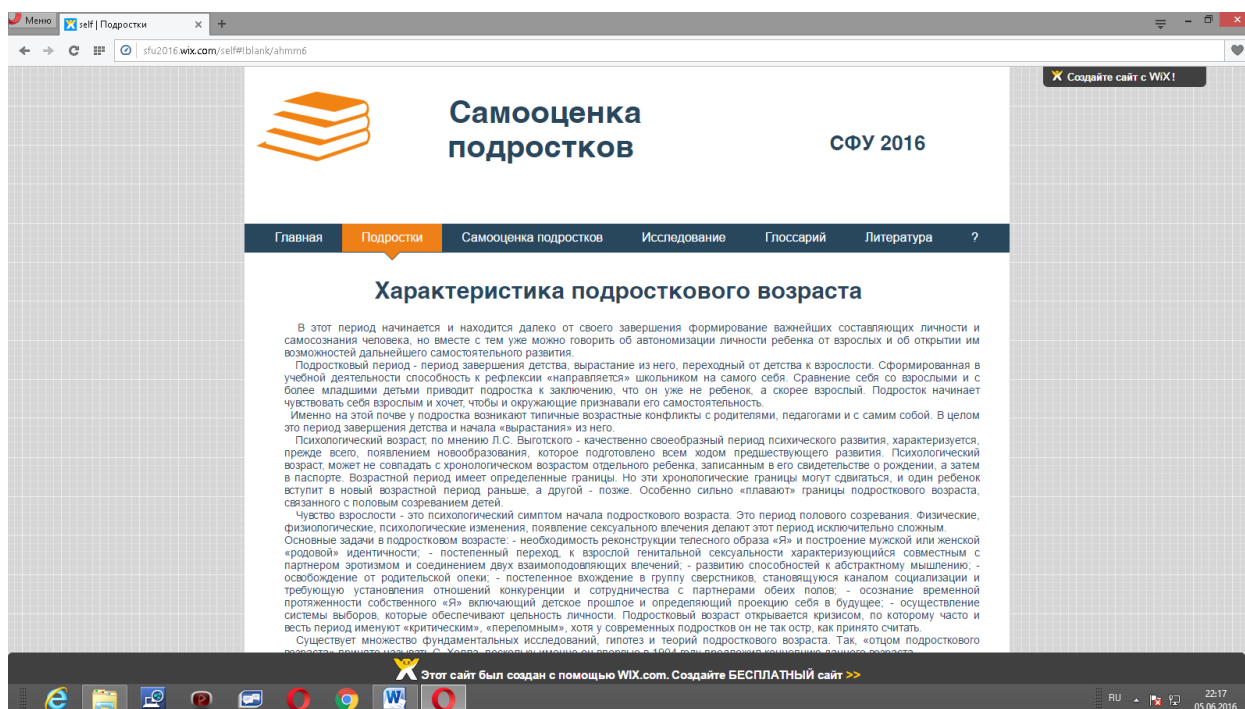 Меню
self | Подростки
sfu2016.wix.com/self#!blank/ahmm6
Создайте сайт с WiX!
Самооценка
подростков
СФУ 2016
Главная Подростки Самооценка подростков Исследование Глоссарий Литература ?
Характеристика подросткового возраста
В этот период начинается и находится далеко от своего завершения формирование важнейших составляющих личности и
самосознания человека, но вместе с тем уже можно говорить об автономизации личности ребенка от взрослых и об открытии им
возможностей дальнейшего самостоятельного развития.
Подростковый период - период завершения детства, вырастание из него, переходный от детства к взрослости. Сформированная в
учебной деятельности способность к рефлексии «направляется» школьником на самого себя. Сравнение себя со взрослыми и с
более младшими детьми приводит подростка к заключению, что он уже не ребенок, а скорее взрослый. Подросток начинает
чувствовать себя взрослым и хочет, чтобы и окружающие признавали его самостоятельность.
Именно на этой почве у подростка возникают типичные возрастные конфликты с родителями, педагогами и с самим собой. В целом
это период завершения детства и начала «вырастания» из него.
Психологический возраст, по мнению Л.С. Выготского - качественно своеобразный период психического развития, характеризуется,
прежде всего, появлением новообразования, которое подготовлено всем ходом предшествующего развития. Психологический
возраст, может не совпадать с хронологическом возрастом отдельного ребенка, записанным в его свидетельстве о рождении, а затем
в паспорте. Возрастной период имеет определенные границы. Но эти хронологические границы могут сдвигаться, и один ребенок
вступит в новый возрастной период раньше, а другой - позже. Особенно сильно «плавают» границы подросткового возраста,
связанного с половым созреванием детей.
Чувство взрослости - это психологический симптом начала подросткового возраста. Это период полового созревания. Физические,
физиологические, психологические изменения, появление сексуального влечения делают этот период исключительно сложным.
Основные задачи в подростковом возрасте: - необходимость реконструкции телесного образа «Я» и построение мужской или женской
«родовой» идентичности; - постепенный переход, к взрослой генитальной сексуальности характеризующийся совместным с
партнером эротизмом и соединением двух взаимоподовляющих влечений; - развитию способностей к абстрактному мышлению; -
освобождение от родительской опеки; - постепенное вхождение в группу сверстников, становящуюся каналом социализации и
требующую установления отношений конкуренции и сотрудничества с партнерами обеих полов; - осознание временной
протяженности собственного «Я» включающий детское прошлое и определяющий проекцию себя в будущее; - осуществление
системы выборов, которые обеспечивают цельность личности. Подростковый возраст открывается кризисом, по которому часто и
весть период именуют «критическим», «переломным», хотя у современных подростков он не так остр, как принято считать.
Существует множество фундаментальных исследований, гипотез и теорий подросткового возраста. Так, «отцом подросткового
возраста» принято называть С. Холла, поскольку именно он впервые в 1904 году предложил концепцию данного возраста.
Этот сайт был создан с помощью WIX.com. Создайте БЕСПЛАТНЫЙ сайт >>
RU
22:17
05.06.2016